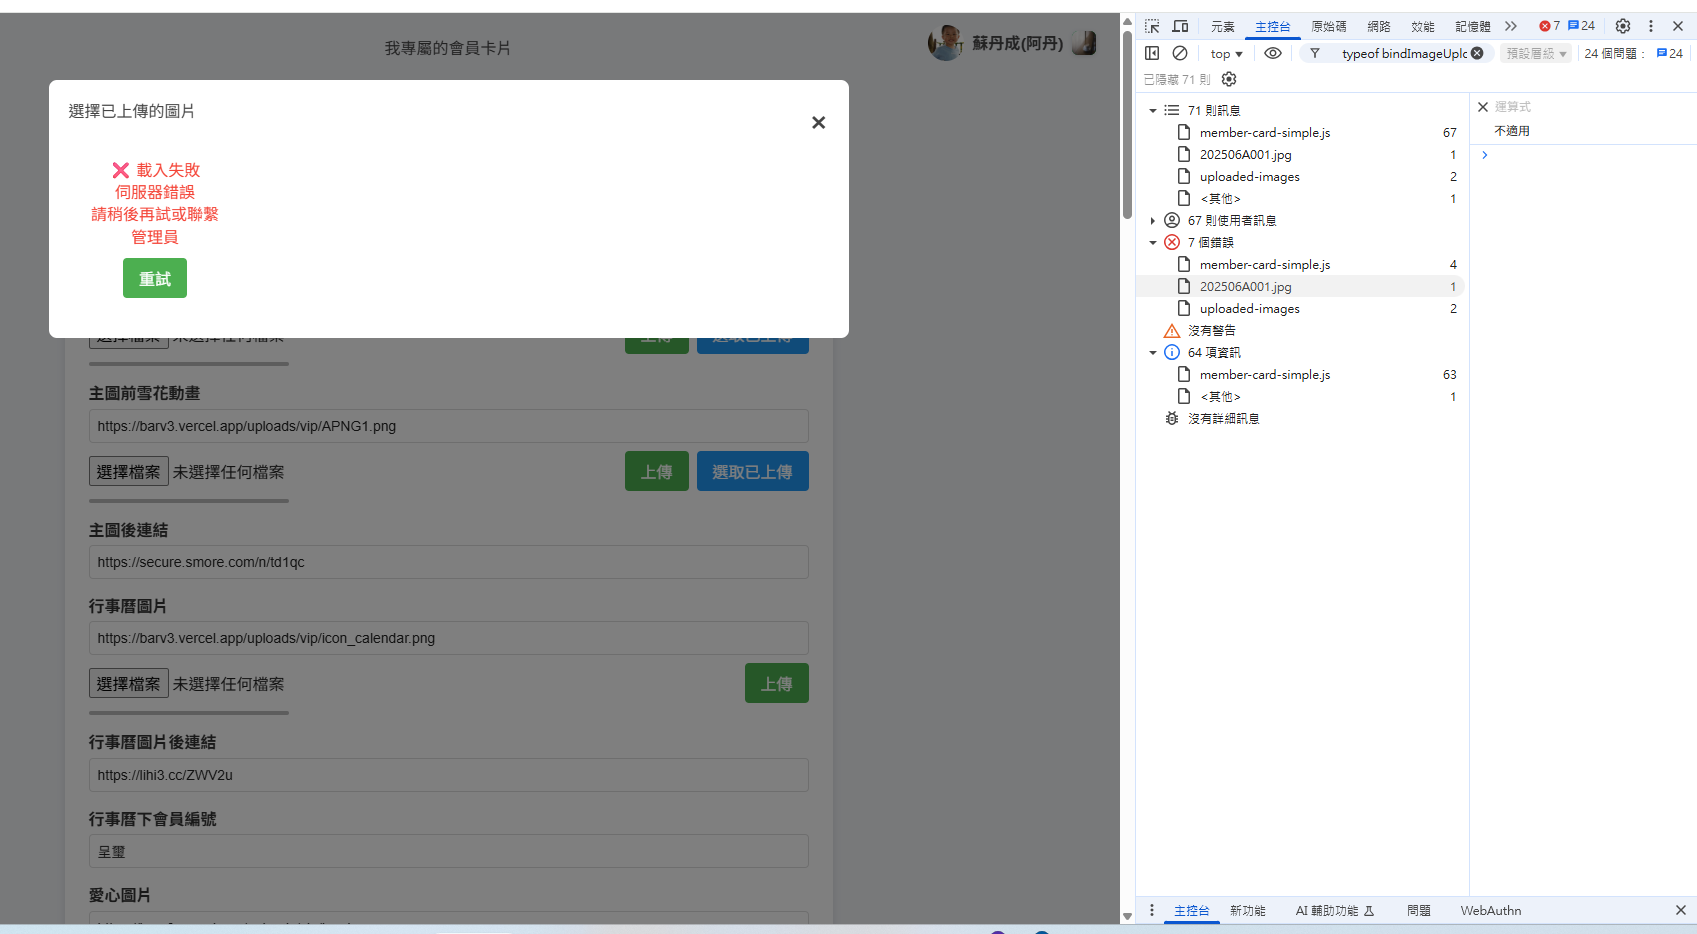 我專屬的會員卡片
蘇丹成(阿丹)
選擇已上傳的圖片
載入失敗
伺服器錯誤
請稍後再試或聯繫
管理員
重試
主圖前雪花動畫
https://barv3.vercel.app/uploads/vip/APNG1.png
選擇檔案 未選擇任何檔案
上傳
選取已上傳
主圖後連結
https://secure.smore.com/n/td1qc
行事曆圖片
https://barv3.vercel.app/uploads/vip/icon_calendar.png
選擇檔案 未選擇任何檔案
上傳
行事曆圖片後連結
https://lihi3.cc/ZWV2u
行事曆下會員編號
呈璽
愛心圖片
元素 主控台 原始碼 網路 效能 記憶體 7 24
top typeof bindImageUplc 預設層級 24 個問題： 24
已隱藏 71 則
71 則訊息
member-card-simple.js 67
202506A001.jpg 1
uploaded-images 2
<其他> 1
67 則使用者訊息
7 個錯誤
member-card-simple.js 4
202506A001.jpg 1
uploaded-images 2
沒有警告
64 項資訊
member-card-simple.js 63
<其他> 1
沒有詳細訊息
運算式
不適用
主控台 新功能 AI 輔助功能 問題 WebAuthn